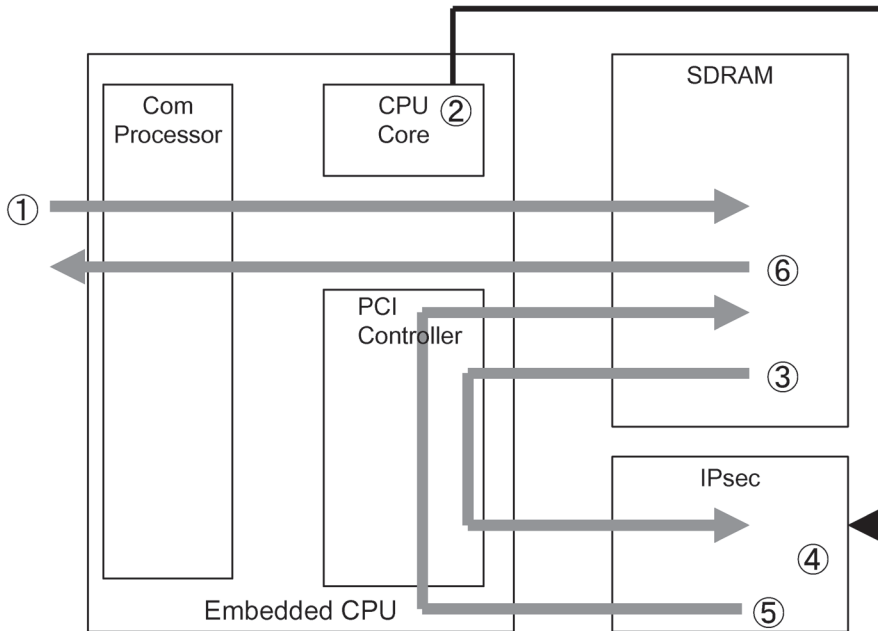 SDRAM
Com
Processor
CPU
Core
②
①
⑥
PCI
Controller
③
IPsec
④
⑤
Embedded CPU